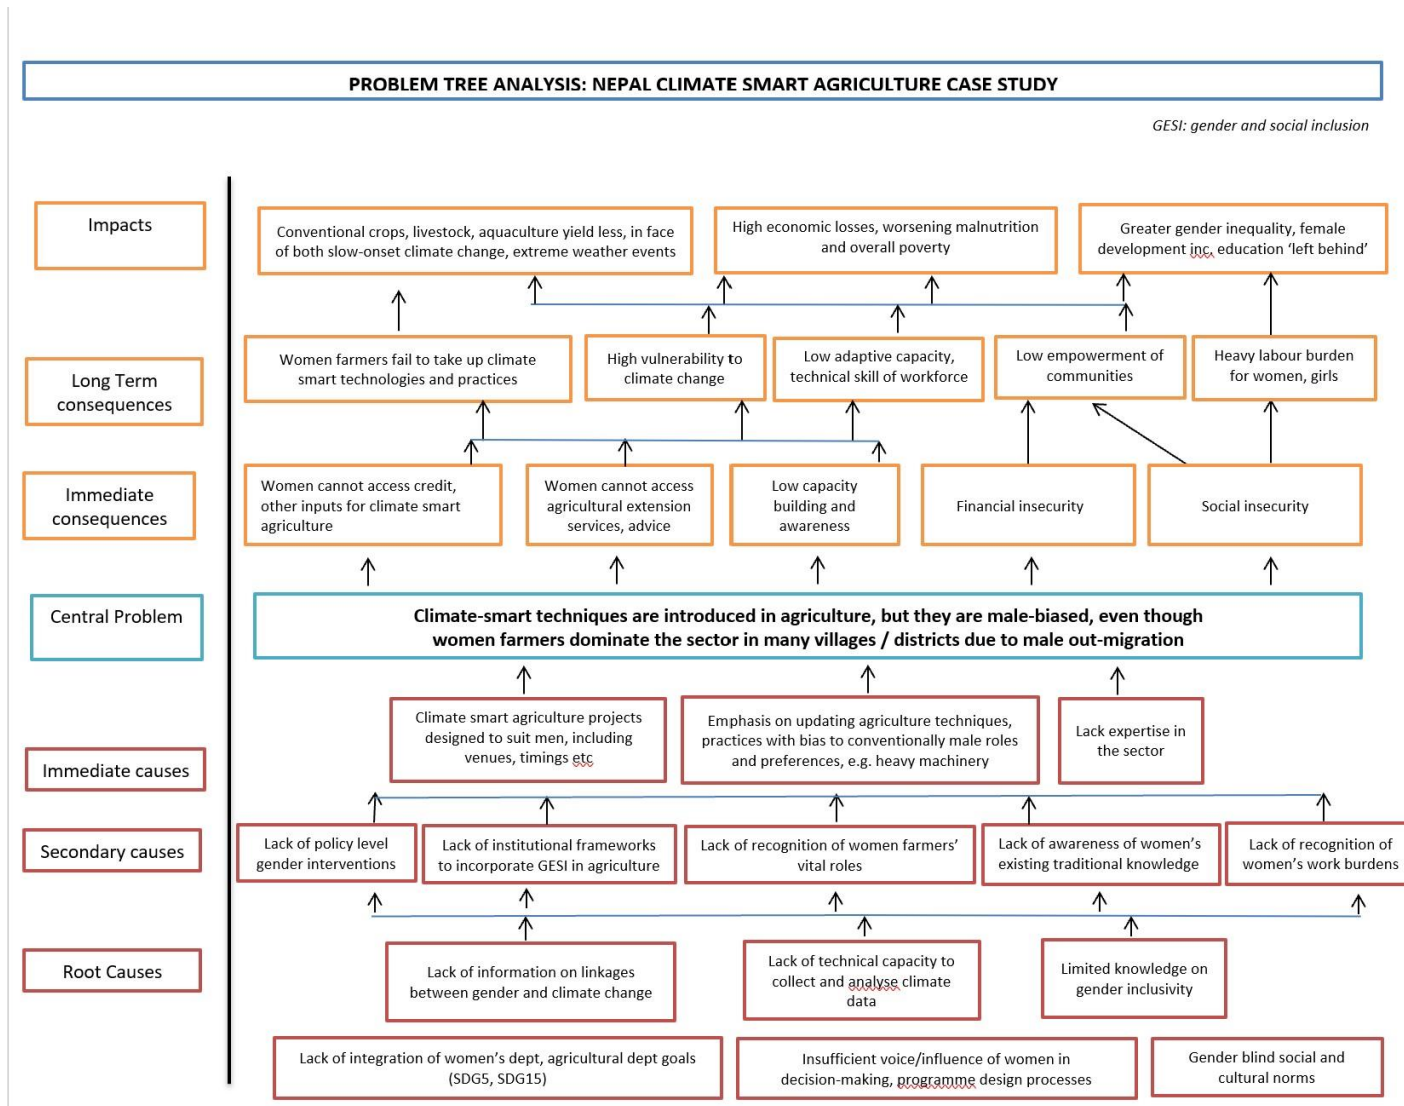 PROBLEM TREE ANALYSIS: NEPAL CLIMATE SMART AGRICULTURE CASE STUDY
GESI: gender and social inclusion
Impacts
Conventional crops, livestock, aquaculture yield less, in face
of both slow-onset climate change, extreme weather events
High economic losses, worsening malnutrition
and overall poverty
Greater gender inequality, female
development inc, education ‘left behind’
Long Term
consequences
Women farmers fail to take up climate
smart technologies and practices
High vulnerability to
climate change
Low adaptive capacity,
technical skill of workforce
Low empowerment of
communities
Heavy labour burden
for women, girls
Immediate
consequences
Women cannot access credit,
other inputs for climate smart
agriculture
Women cannot access
agricultural extension
services, advice
Low capacity
building and
awareness
Financial insecurity
Social insecurity
Central Problem
Climate-smart techniques are introduced in agriculture, but they are male-biased, even though
women farmers dominate the sector in many villages / districts due to male out-migration
Immediate causes
Climate smart agriculture projects
designed to suit men, including
venues, timings etc
Emphasis on updating agriculture techniques,
practices with bias to conventionally male roles
and preferences, e.g. heavy machinery
Lack expertise in
the sector
Secondary causes
Lack of policy level
gender interventions
Lack of institutional frameworks
to incorporate GESI in agriculture
Lack of recognition of women farmers’
vital roles
Lack of awareness of women’s
existing traditional knowledge
Lack of recognition of
women’s work burdens
Root Causes
Lack of information on linkages
between gender and climate change
Lack of technical capacity to
collect and analyse climate
data
Limited knowledge on
gender inclusivity
Lack of integration of women’s dept, agricultural dept goals
(SDG5, SDG15)
Insufficient voice/influence of women in
decision-making, programme design processes
Gender blind social and
cultural norms